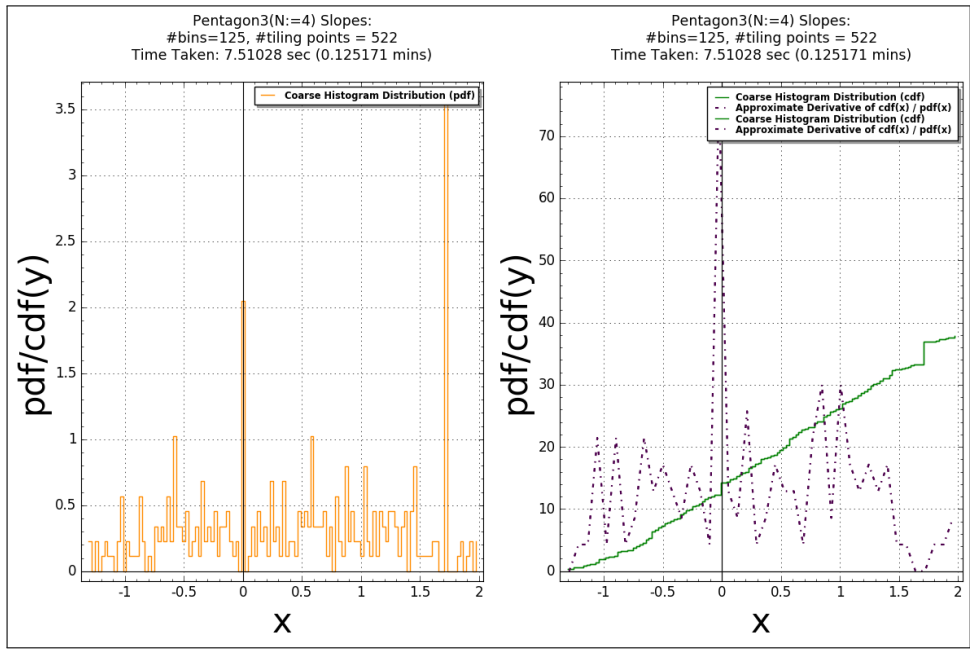 Pentagon3(N:=4) Slopes:
#bins=125, #tiling points = 522
Time Taken: 7.51028 sec (0.125171 mins)
Coarse Histogram Distribution (pdf)
3.5
3
2.5
2
1.5
1
0.5
0
-1
-0.5
0
0.5
1
1.5
2
pdf/cdf(y)
x
Pentagon3(N:=4) Slopes:
#bins=125, #tiling points = 522
Time Taken: 7.51028 sec (0.125171 mins)
Coarse Histogram Distribution (cdf)
Approximate Derivative of cdf(x) / pdf(x)
Coarse Histogram Distribution (cdf)
Approximate Derivative of cdf(x) / pdf(x)
70
60
50
40
30
20
10
0
-1
-0.5
0
0.5
1
1.5
2
pdf/cdf(y)
x